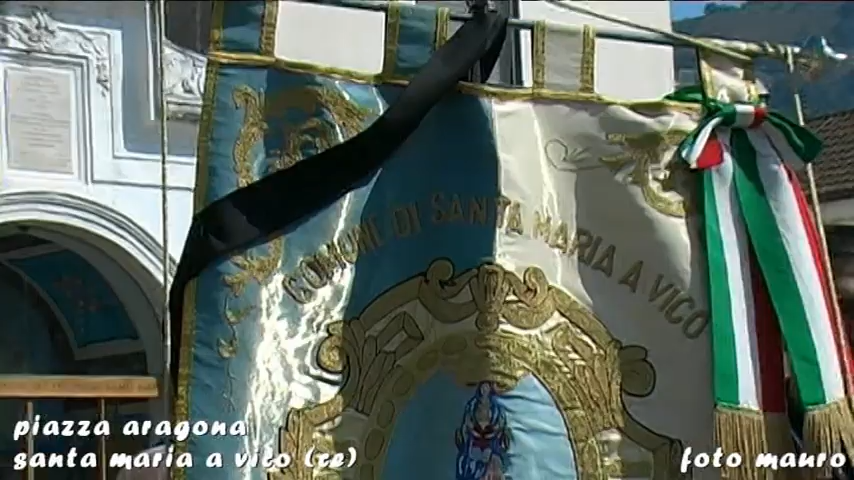 COMUNE DI SANTA MARIA A VICO
piazza aragona
santa maria a vico (ce)
foto mauro